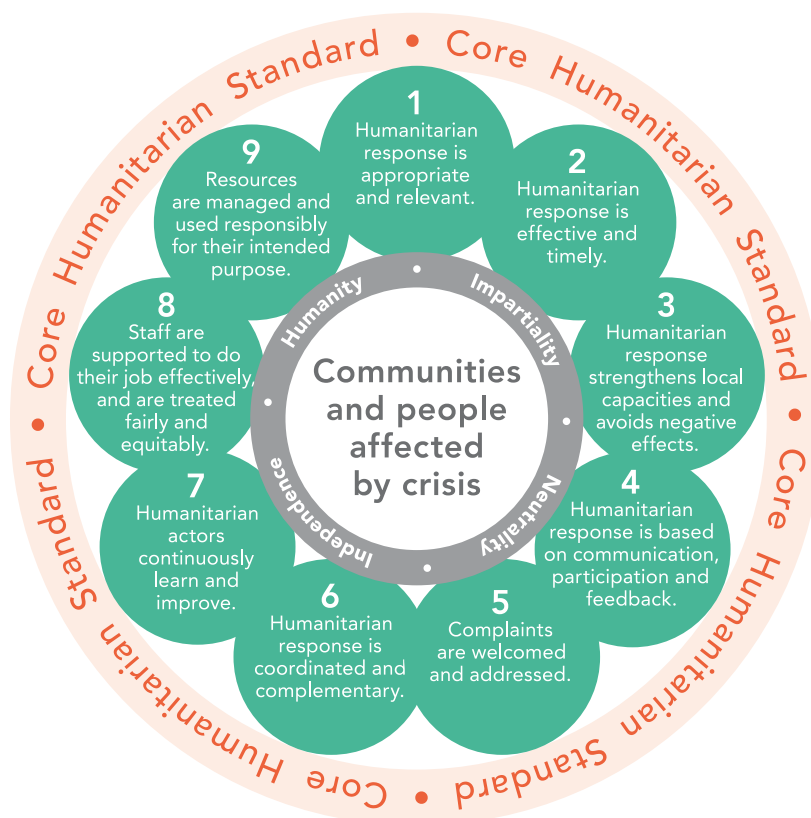 Core Humanitarian Standard • Core Humanitarian Standard • Core Humanitarian Standard • Core Humanitarian Standard •
1
Humanitarian
response is
appropriate
and relevant.
2
Humanitarian
response is
effective and
timely.
3
Humanitarian
response
strengthens local
capacities and
avoids negative
effects.
4
Humanitarian
response is based
on communication,
participation and
feedback.
5
Complaints
are welcomed
and addressed.
6
Humanitarian
response is
coordinated and
complementary.
7
Humanitarian
actors
continuously
learn and
improve.
8
Staff are
supported to do
their job effectively,
and are treated
fairly and
equitably.
9
Resources
are managed and
used responsibly
for their intended
purpose.
Humanity • Impartiality • Neutrality • Independence •
Communities
and people
affected
by crisis